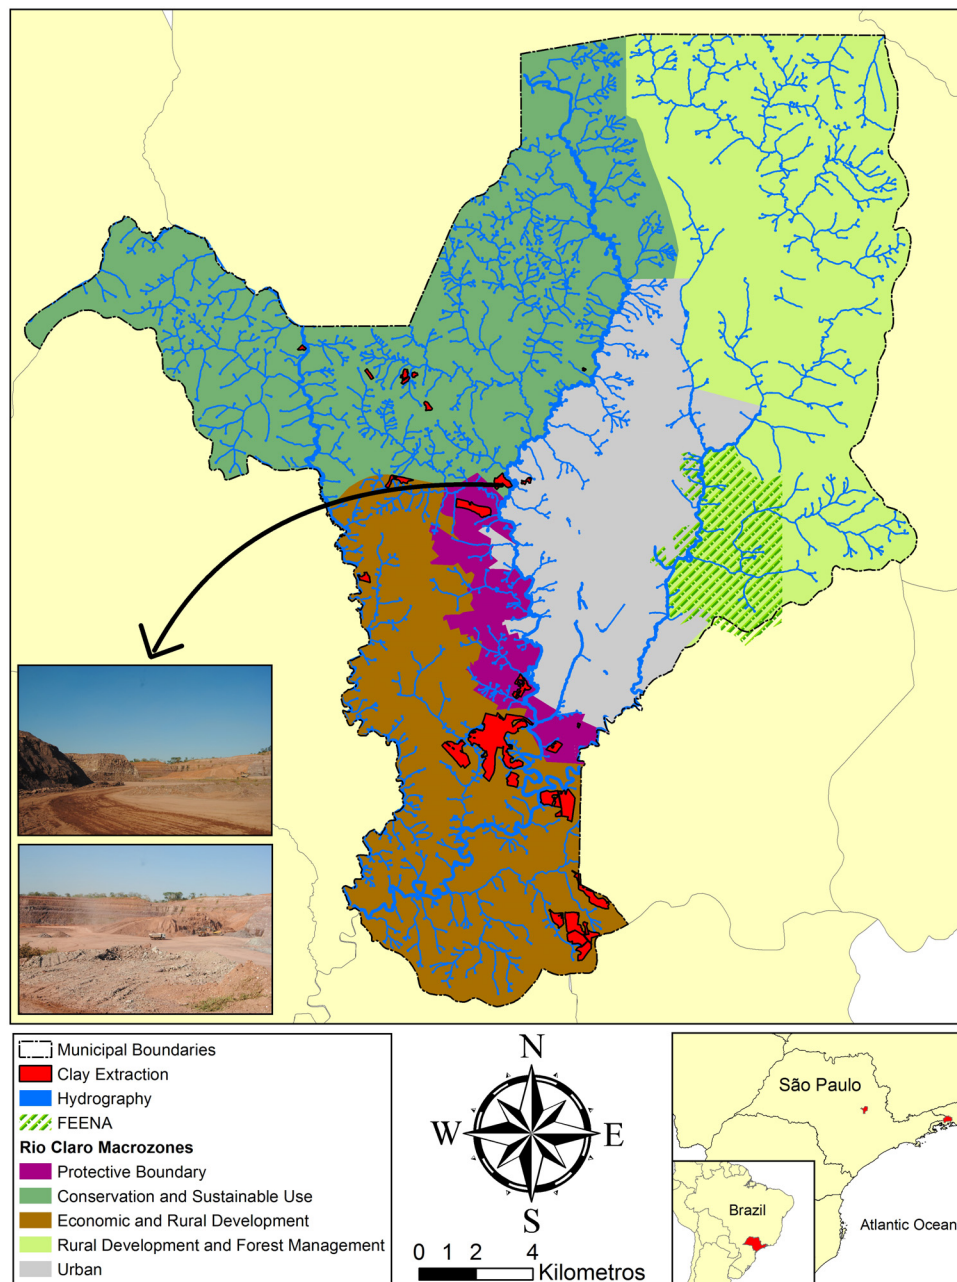 Municipal Boundaries
Clay Extraction
Hydrography
FEENA
Rio Claro Macrozones
Protective Boundary
Conservation and Sustainable Use
Economic and Rural Development
Rural Development and Forest Management
Urban
N
W E
S
0 1 2 4
Kilometros
São Paulo
Brazil
Atlantic Ocean